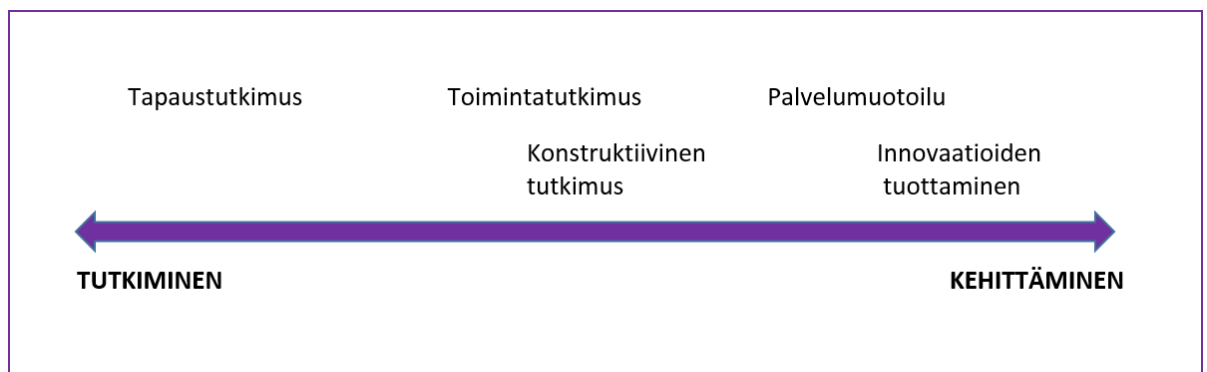 Tapaustutkimus Toimintatutkimus Palvelumuotoilu
Konstruktiivinen tutkimus
Innovaatioiden tuottaminen
TUTKIMINEN KEHITTÄMINEN